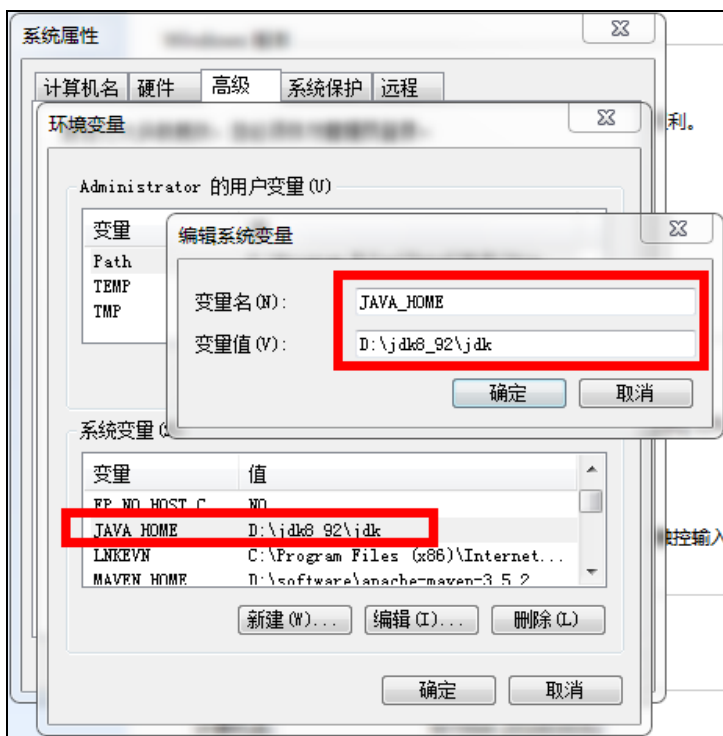 系统属性
计算机名 硬件 高级 系统保护 远程
环境变量
利。
Administrator 的用户变量(U)
变量
编辑系统变量
Path
TEMP
TMP
变量名(N): JAVA_HOME
变量值(V): D:\jdk8_92\jdk
确定 取消
系统变量
变量 值
FP_NO_HOST_C... NO
JAVA_HOME D:\jdk8_92\jdk
LNKEVN C:\Program Files (x86)\Internet...
MAVEN_HOME D:\software\apache-maven-3.5.2
控输入
新建(W)... 编辑(I)... 删除(L)
确定 取消